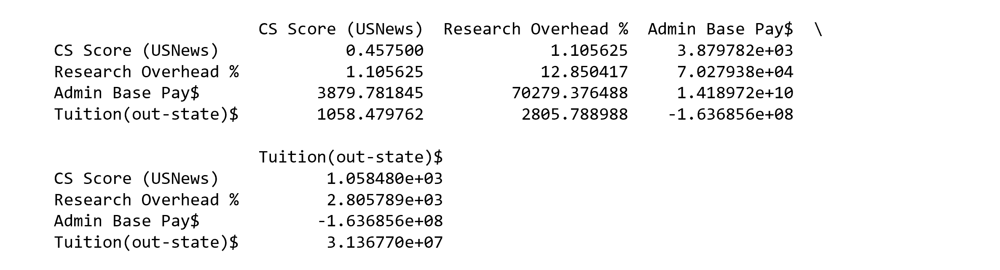 CS Score (USNews) Research Overhead % Admin Base Pay$ \
CS Score (USNews) 0.457500 1.105625 3.879782e+03
Research Overhead % 1.105625 12.850417 7.027938e+04
Admin Base Pay$ 3879.781845 70279.376488 1.418972e+10
Tuition(out-state)$ 1058.479762 2805.788988 -1.636856e+08
Tuition(out-state)$
CS Score (USNews) 1.058480e+03
Research Overhead % 2.805789e+03
Admin Base Pay$ -1.636856e+08
Tuition(out-state)$ 3.136770e+07